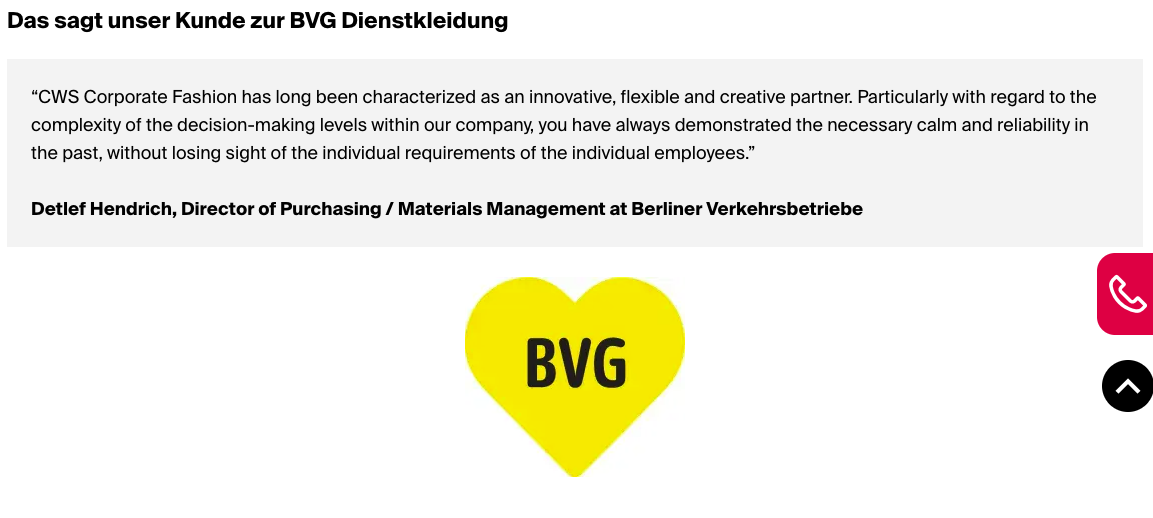 Das sagt unser Kunde zur BVG Dienstkleidung
“CWS Corporate Fashion has long been characterized as an innovative, flexible and creative partner. Particularly with regard to the
complexity of the decision-making levels within our company, you have always demonstrated the necessary calm and reliability in
the past, without losing sight of the individual requirements of the individual employees.”
Detlef Hendrich, Director of Purchasing / Materials Management at Berliner Verkehrsbetriebe
BVG